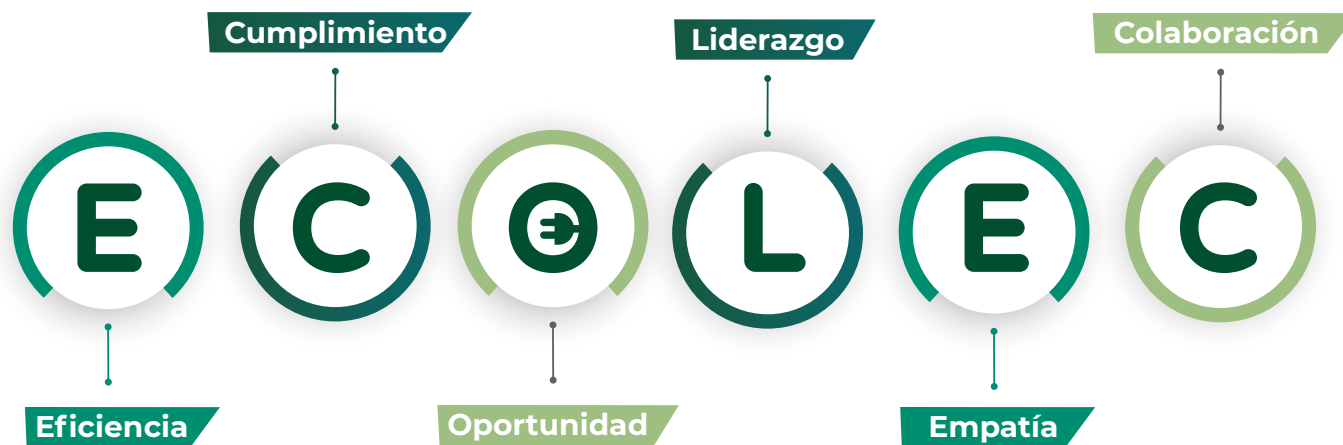 Cumplimiento
Liderazgo
Colaboración
E C O L E C
Eficiencia
Oportunidad
Empatía